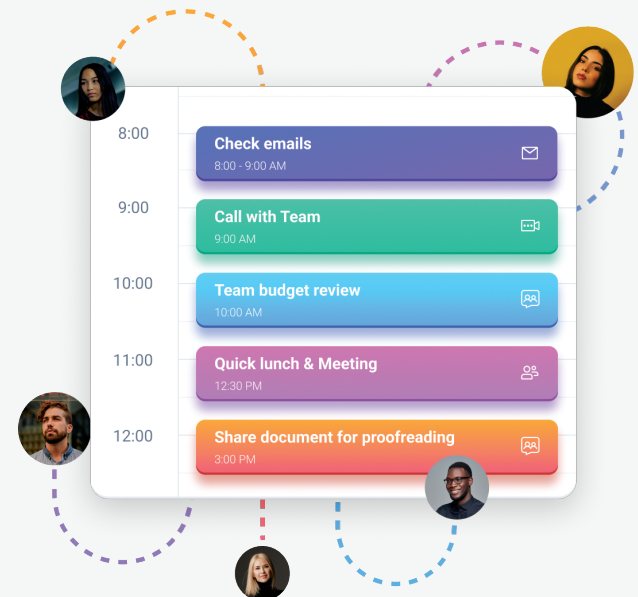 8:00
Check emails
8:00 - 9:00 AM
9:00
Call with Team
9:00 AM
10:00
Team budget review
10:00 AM
11:00
Quick lunch & Meeting
12:30 PM
12:00
Share document for proofreading
3:00 PM